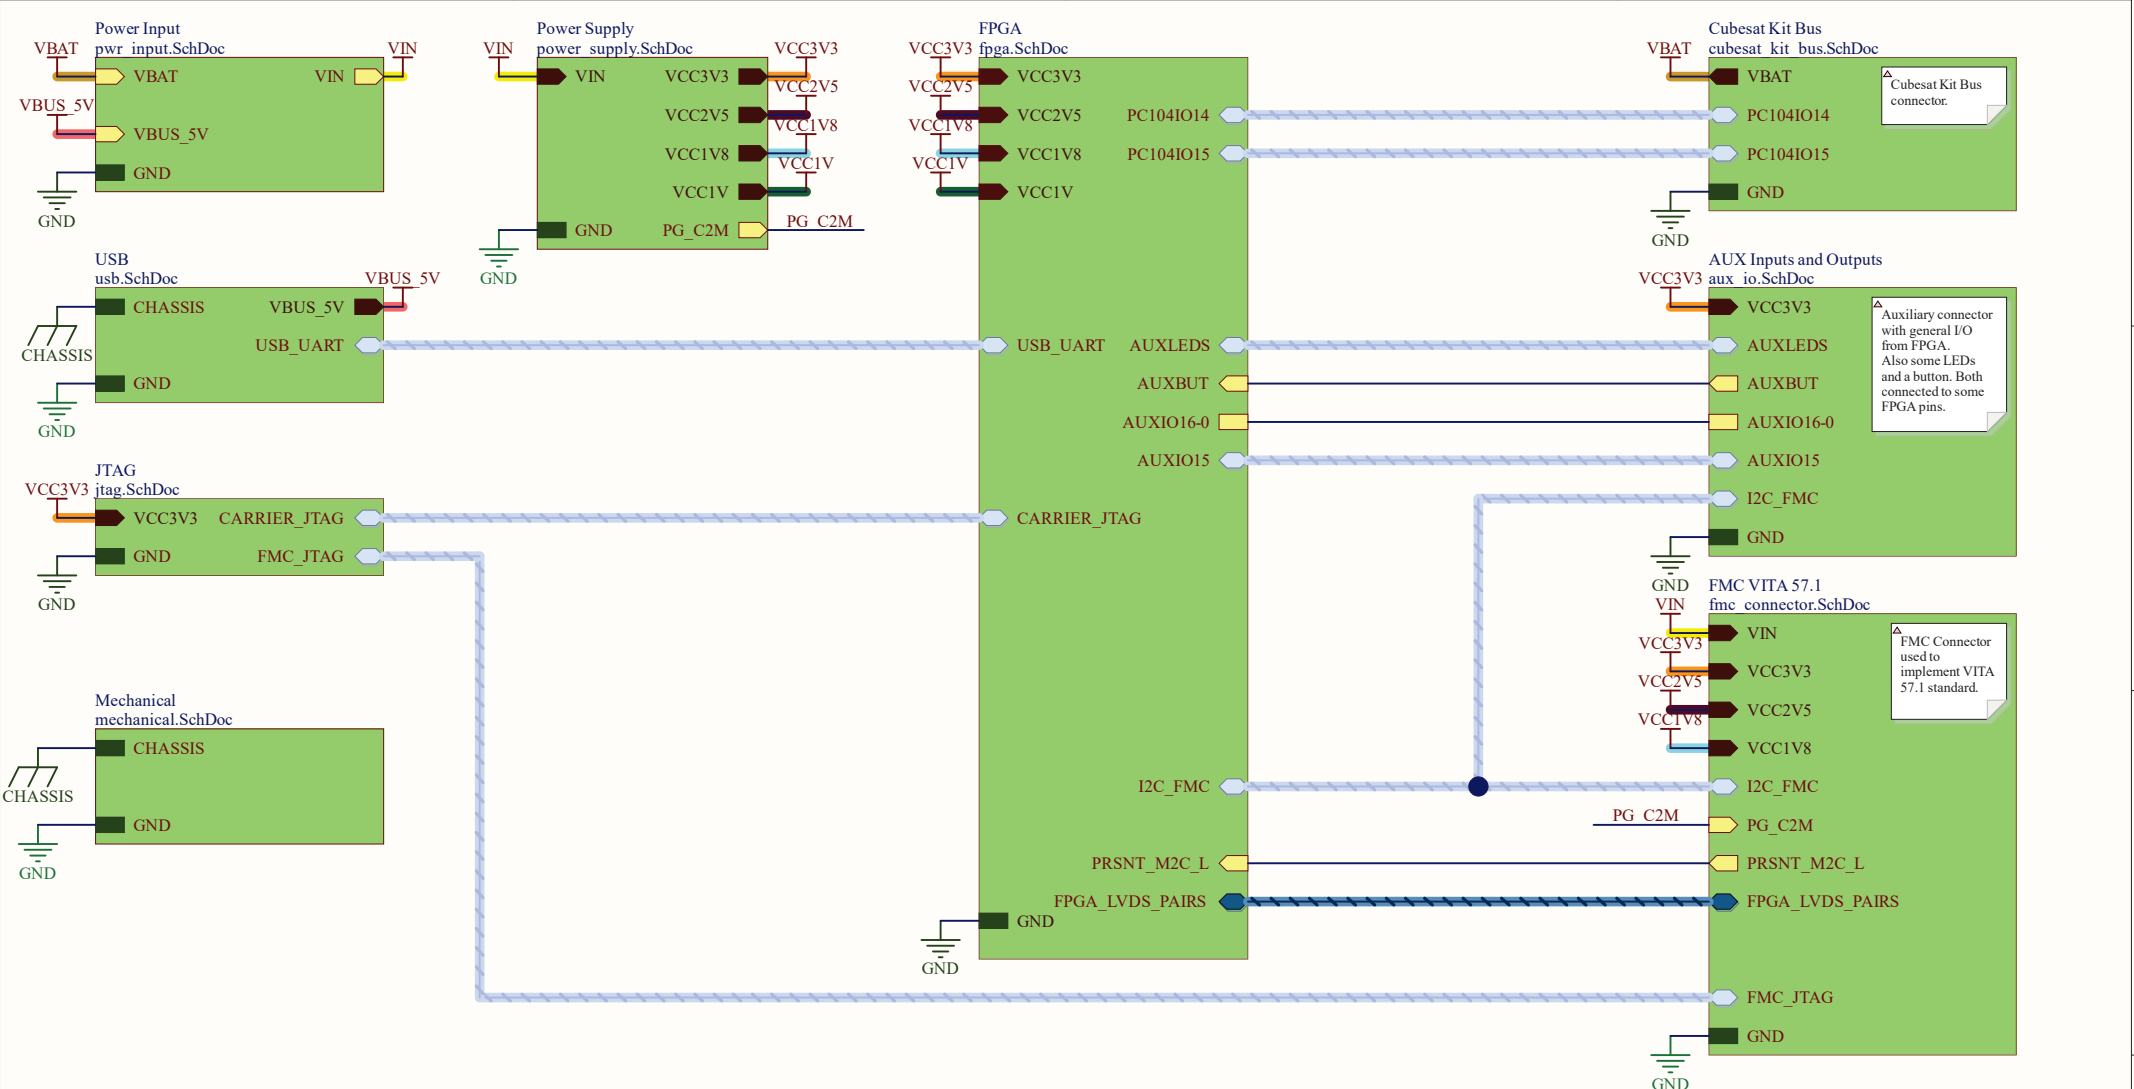 Power Input
pwr_input.SchDoc
VBAT
VIN
VBAT
VIN
VBUS_5V
VBUS_5V
GND
GND
Power Supply
power_supply.SchDoc
VIN
VCC3V3
VIN
VCC3V3
VCC2V5
VCC2V5
VCC1V8
VCC1V8
VCC1V
VCC1V
GND
PG_C2M
PG_C2M
GND
USB
usb.SchDoc
VBUS_5V
CHASSIS
VBUS_5V
CHASSIS
USB_UART
GND
GND
JTAG
jtag.SchDoc
VCC3V3
VCC3V3
CARRIER_JTAG
GND
FMC_JTAG
GND
Mechanical
mechanical.SchDoc
CHASSIS
CHASSIS
GND
GND
FPGA
fpga.SchDoc
VCC3V3
VCC3V3
VCC2V5
VCC2V5
PC104IO14
VCC1V8
VCC1V8
PC104IO15
VCC1V
VCC1V
USB_UART
AUXLEDS
AUXBUT
AUXIO16-0
AUXIO15
CARRIER_JTAG
I2C_FMC
PRSNT_M2C_L
FPGA_LVDS_PAIRS
GND
GND
Cubesat Kit Bus
cubesat_kit_bus.SchDoc
VBAT
VBAT
Cubesat Kit Bus
connector.
PC104IO14
PC104IO15
GND
GND
AUX Inputs and Outputs
aux_io.SchDoc
VCC3V3
VCC3V3
Auxiliary connector
with general I/O
from FPGA.
Also some LEDs
and a button. Both
connected to some
FPGA pins.
AUXLEDS
AUXBUT
AUXIO16-0
AUXIO15
I2C_FMC
GND
GND
FMC VITA 57.1
fmc_connector.SchDoc
VIN
VIN
FMC Connector
used to
implement VITA
57.1 standard.
VCC3V3
VCC3V3
VCC2V5
VCC2V5
VCC1V8
VCC1V8
I2C_FMC
PG_C2M
PG_C2M
PRSNT_M2C_L
FPGA_LVDS_PAIRS
FMC_JTAG
GND
GND